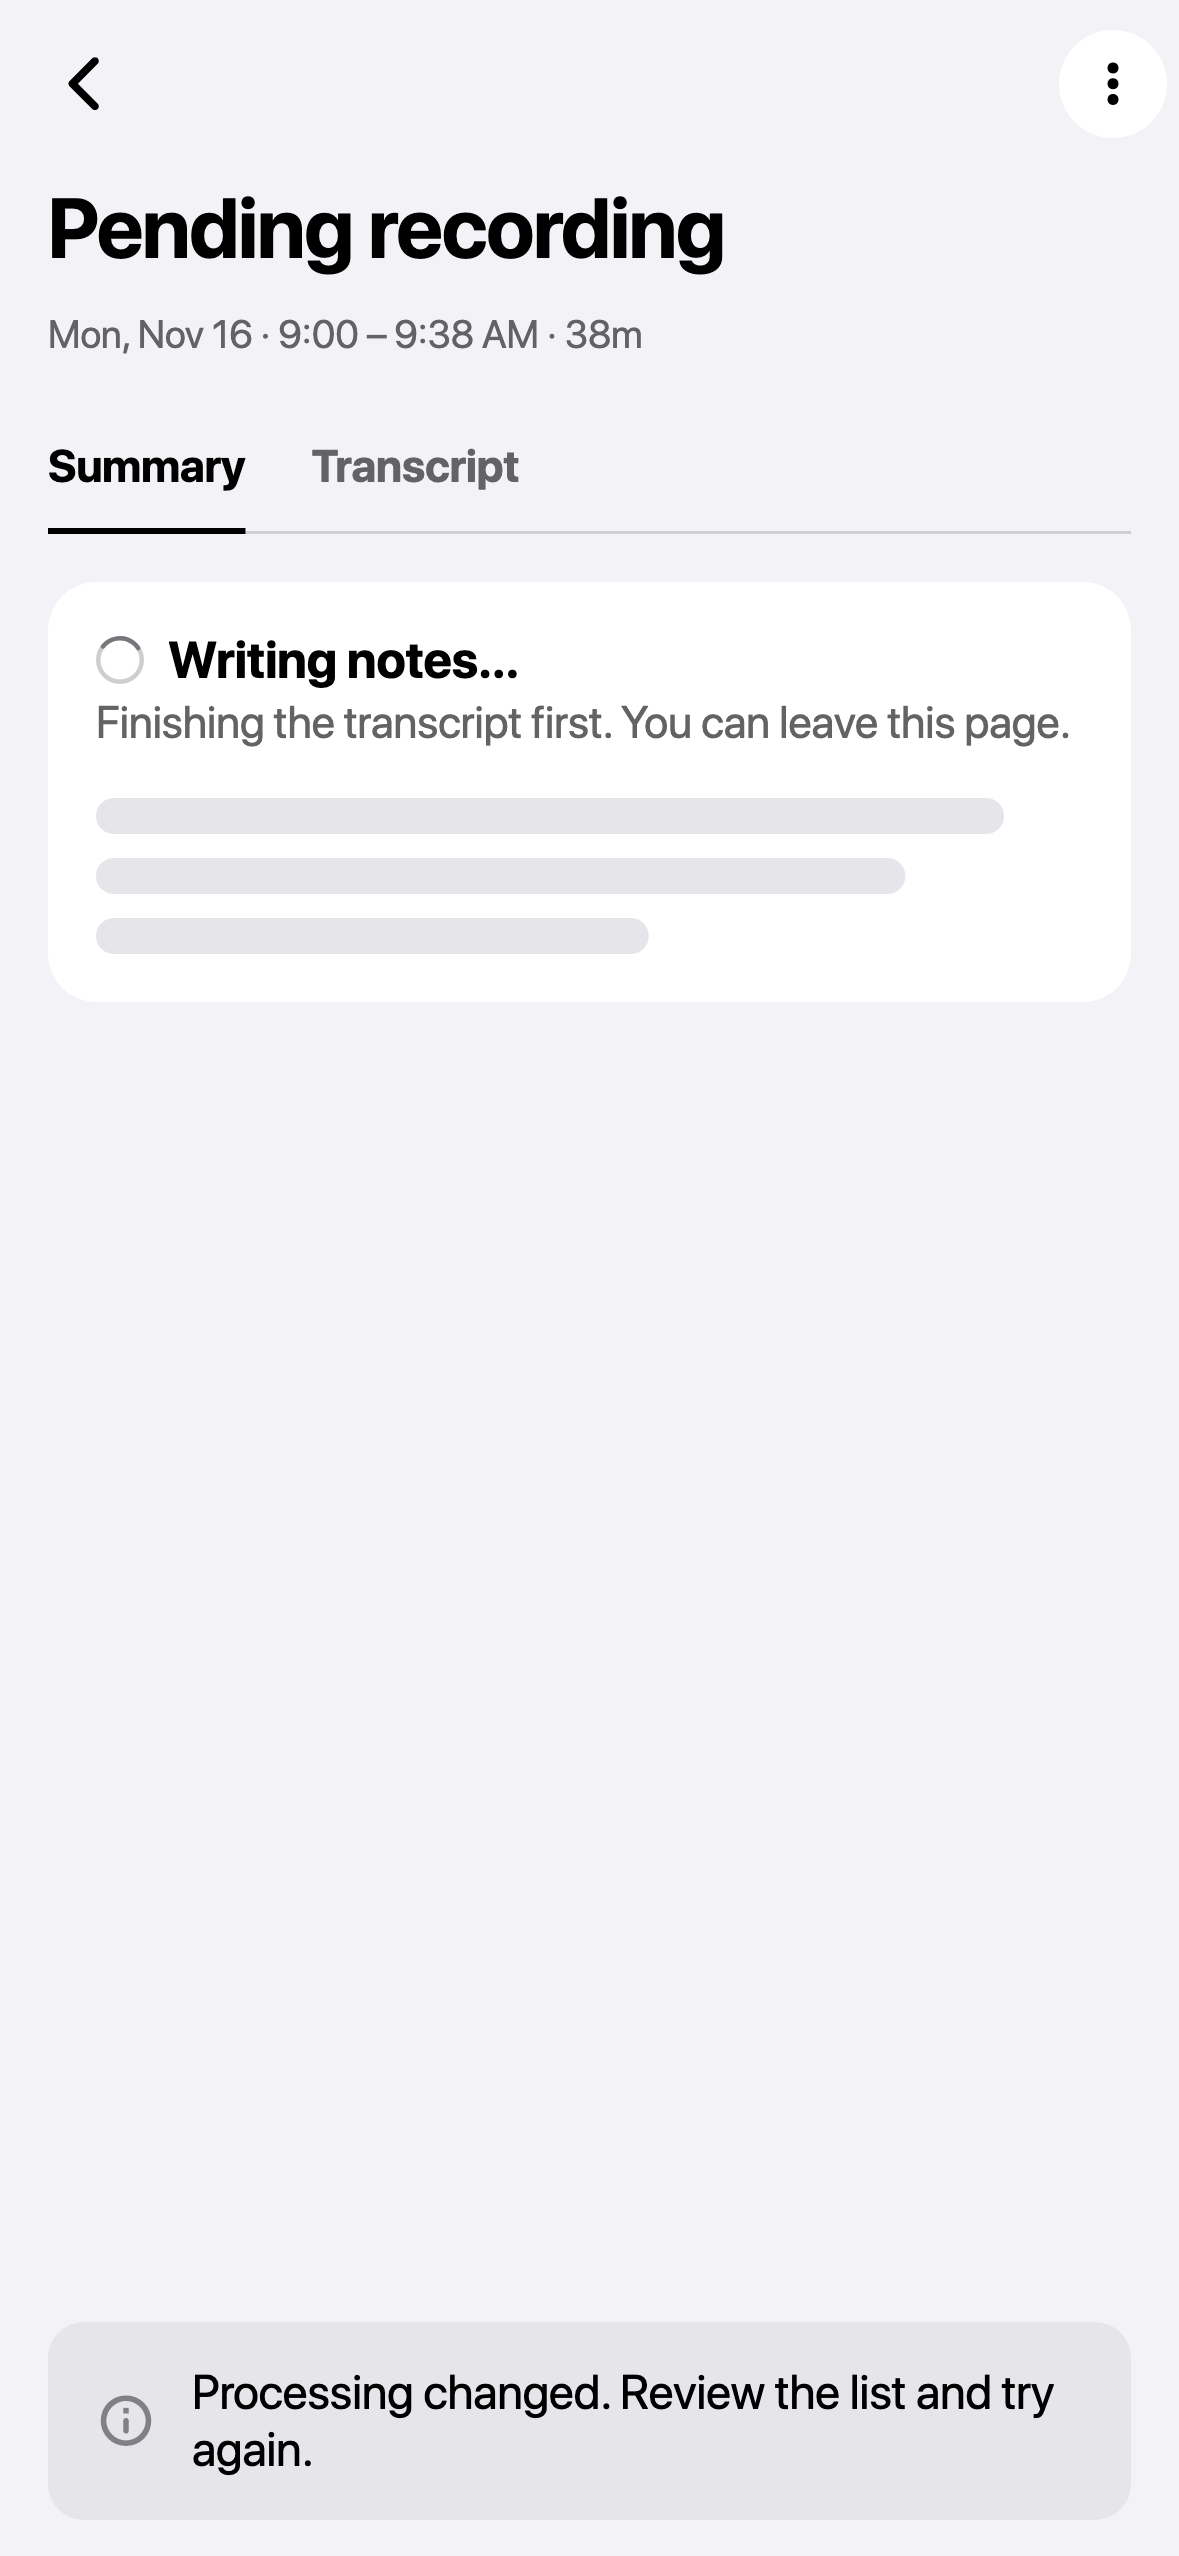 Pending recording
Mon, Nov 16 · 9:00 – 9:38 AM · 38m
Summary
Transcript
Writing notes...
Finishing the transcript first. You can leave this page.
Processing changed. Review the list and try
again.